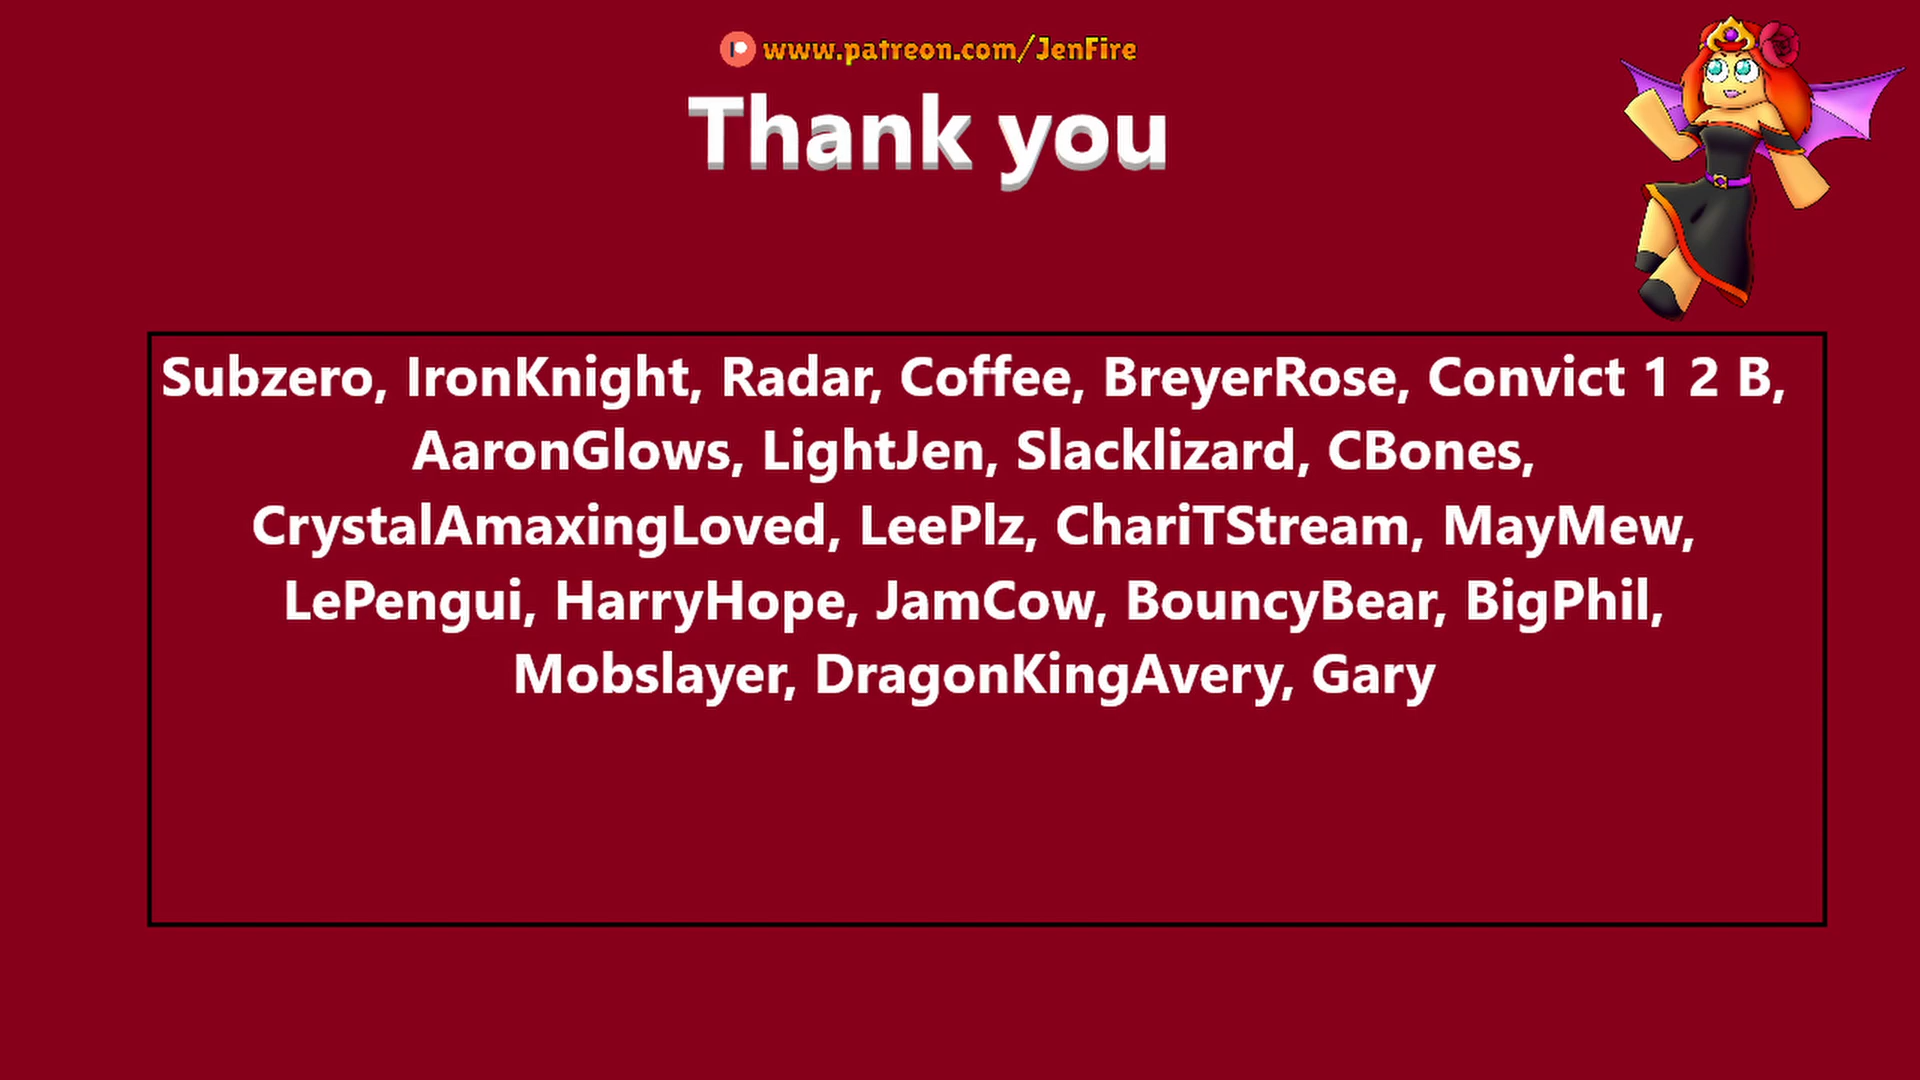 www.patreon.com/JenFire
Thank you
Subzero, IronKnight, Radar, Coffee, BreyerRose, Convict 1 2 B,
AaronGlows, LightJen, Slacklizard, CBones,
CrystalAmaxingLoved, LeePlz, ChariTStream, MayMew,
LePengui, HarryHope, JamCow, BouncyBear, BigPhil,
Mobslayer, DragonKingAvery, Gary